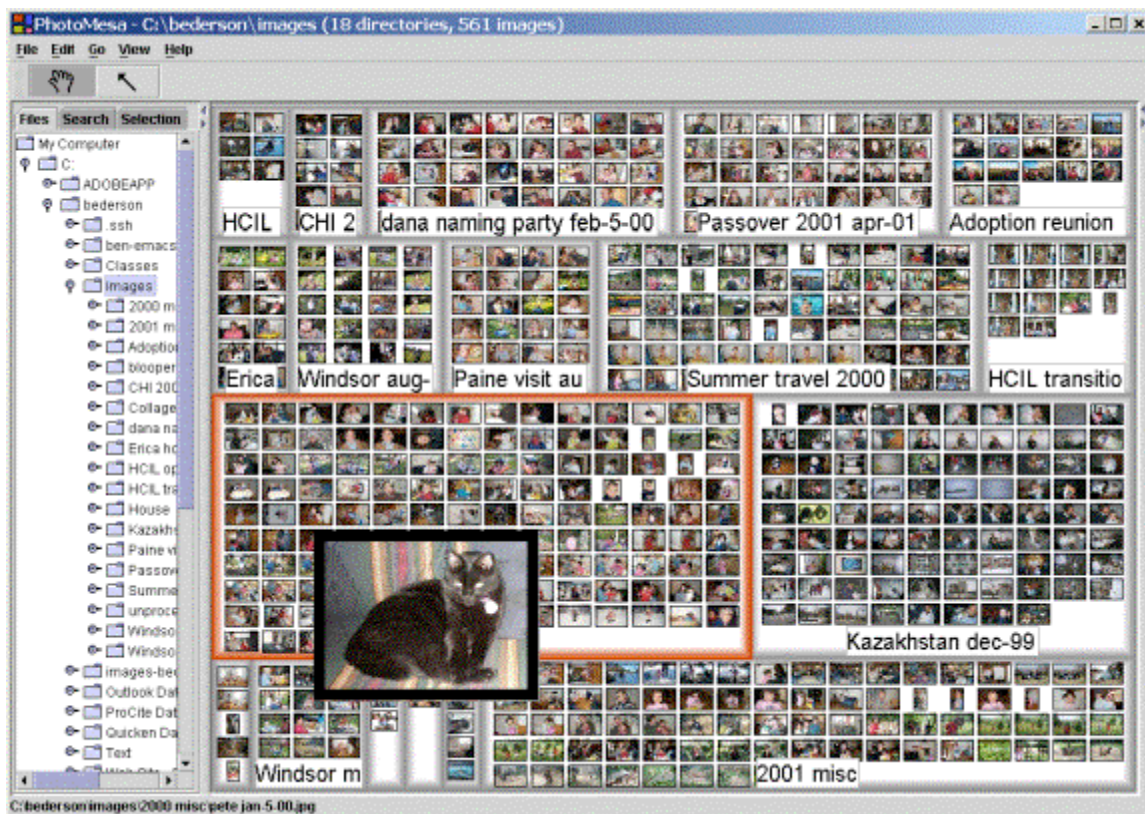 PhotoMesa - C:\bederson\images (18 directories, 561 images)
File Edit Go View Help
Files Search Selection
My Computer
C:
ADOBEAPP
bederson
.ssh
ben-emacs
Classes
images
2000 m
2001 m
Adoption
blooper
CHI 200
Collage
dana na
Erica ho
HCIL op
HCIL tra
House
Kazakhs
Paine vi
Passov
Summe
unproce
Windso
Windso
images-bed
Outlook Dat
ProCite Dat
Quicken Da
Text
HCIL CHI 2 dana naming party feb-5-00 Passover 2001 apr-01 Adoption reunion
Erica Windsor aug- Paine visit au Summer travel 2000 HCIL transitio
Kazakhstan dec-99
Windsor m 2001 misc
C:\bederson\images\2000 misc\pete jan-5-00.jpg